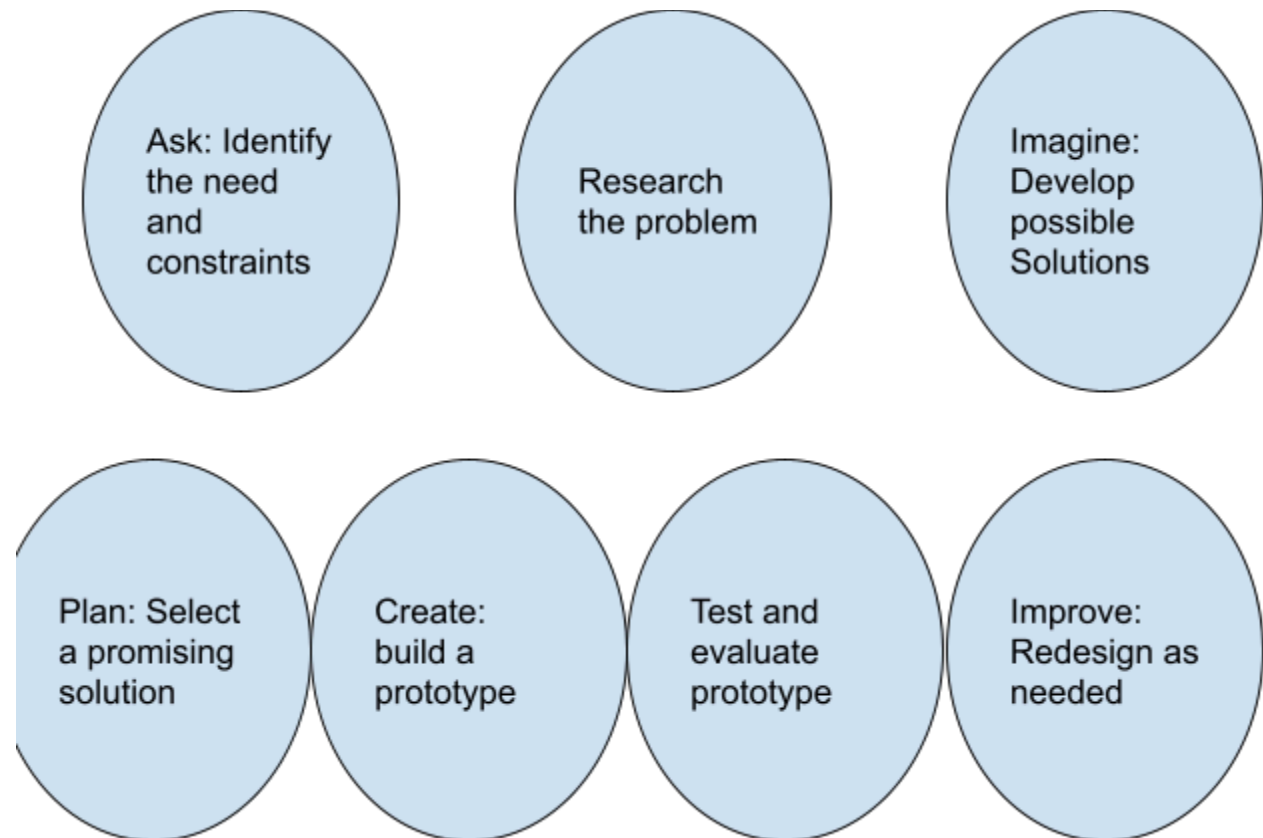 Ask: Identify
the need
and
constraints
Research
the problem
Imagine:
Develop
possible
Solutions
Plan: Select
a promising
solution
Create:
build a
prototype
Test and
evaluate
prototype
Improve:
Redesign as
needed